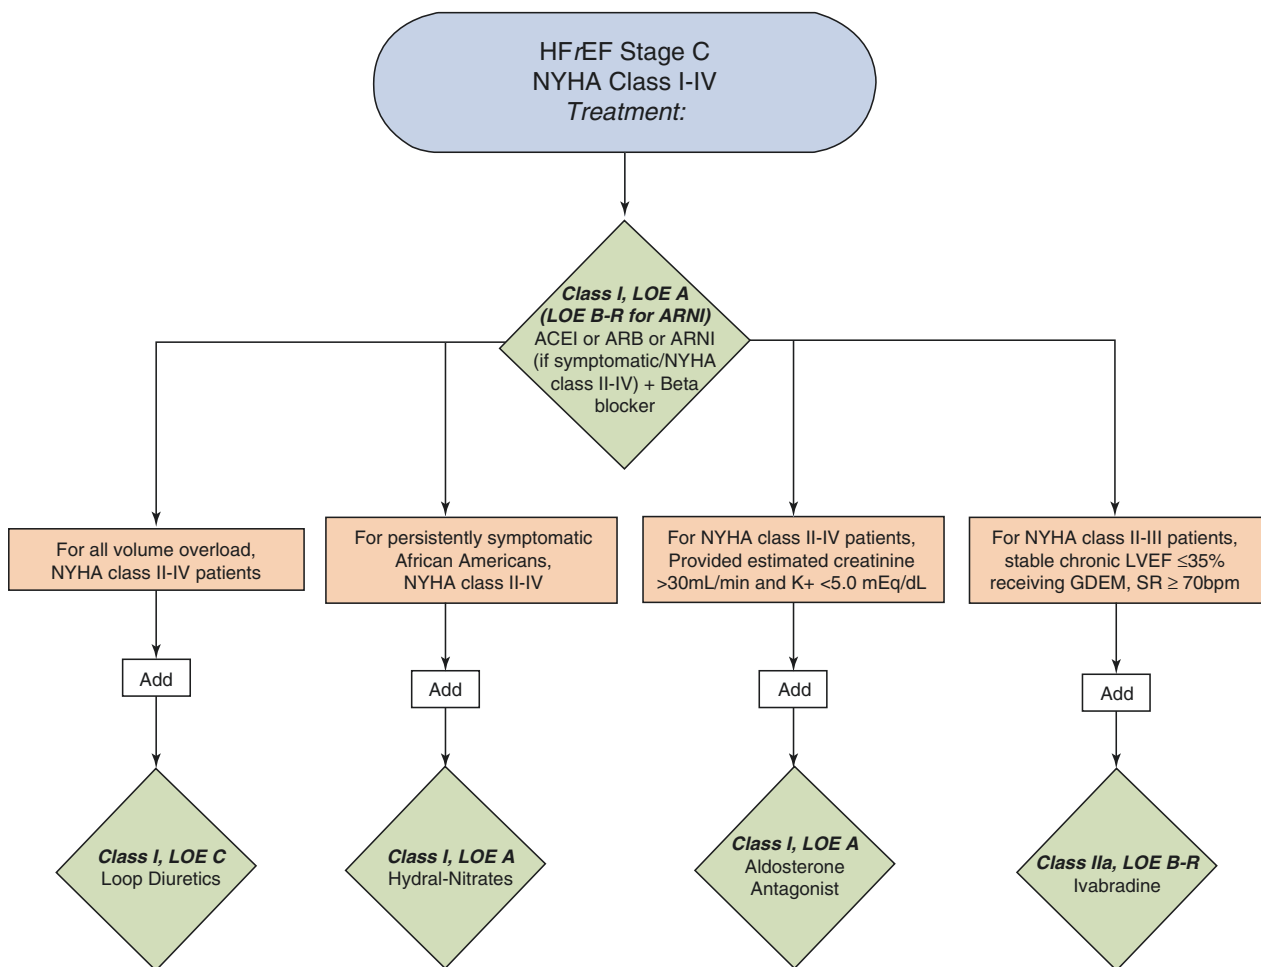 HFrEF Stage C
NYHA Class I-IV
Treatment:
Class I, LOE A
(LOE B-R for ARNI)
ACEI or ARB or ARNI
(if symptomatic/NYHA
class II-IV) + Beta
blocker
For all volume overload,
NYHA class II-IV patients
Add
Class I, LOE C
Loop Diuretics
For persistently symptomatic
African Americans,
NYHA class II-IV
Add
Class I, LOE A
Hydral-Nitrates
For NYHA class II-IV patients,
Provided estimated creatinine
>30mL/min and K+ <5.0 mEq/dL
Add
Class I, LOE A
Aldosterone
Antagonist
For NYHA class II-III patients,
stable chronic LVEF ≤35%
receiving GDEM, SR ≥ 70bpm
Add
Class IIa, LOE B-R
Ivabradine